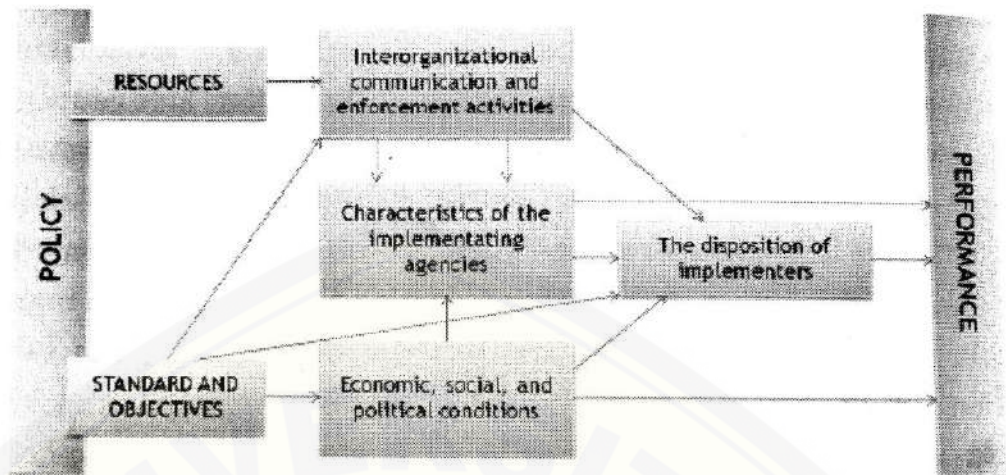 POLICY
RESOURCES
Interorganizational
communication and
enforcement activities
Characteristics of the
implementating
agencies
The disposition of
implementers
STANDARD AND
OBJECTIVES
Economic, social, and
political conditions
PERFORMANCE